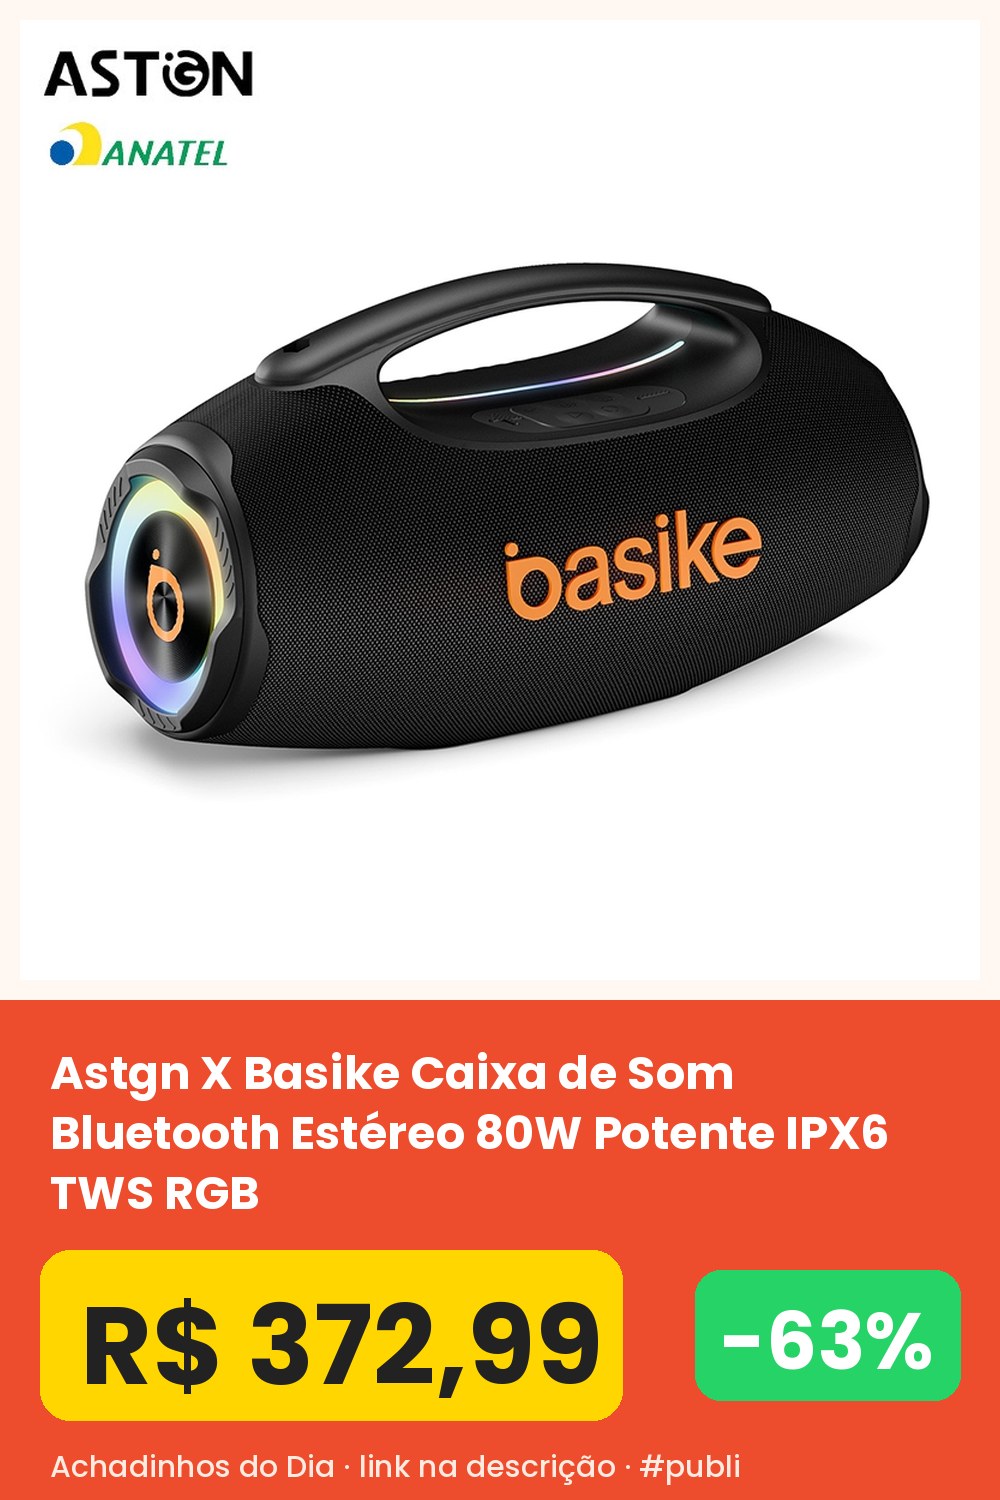 ASTGN
ANATEL
basike
b
Astgn X Basike Caixa de Som
Bluetooth Estéreo 80W Potente IPX6
TWS RGB
R$ 372,99
-63%
Achadinhos do Dia · link na descrição · #publi